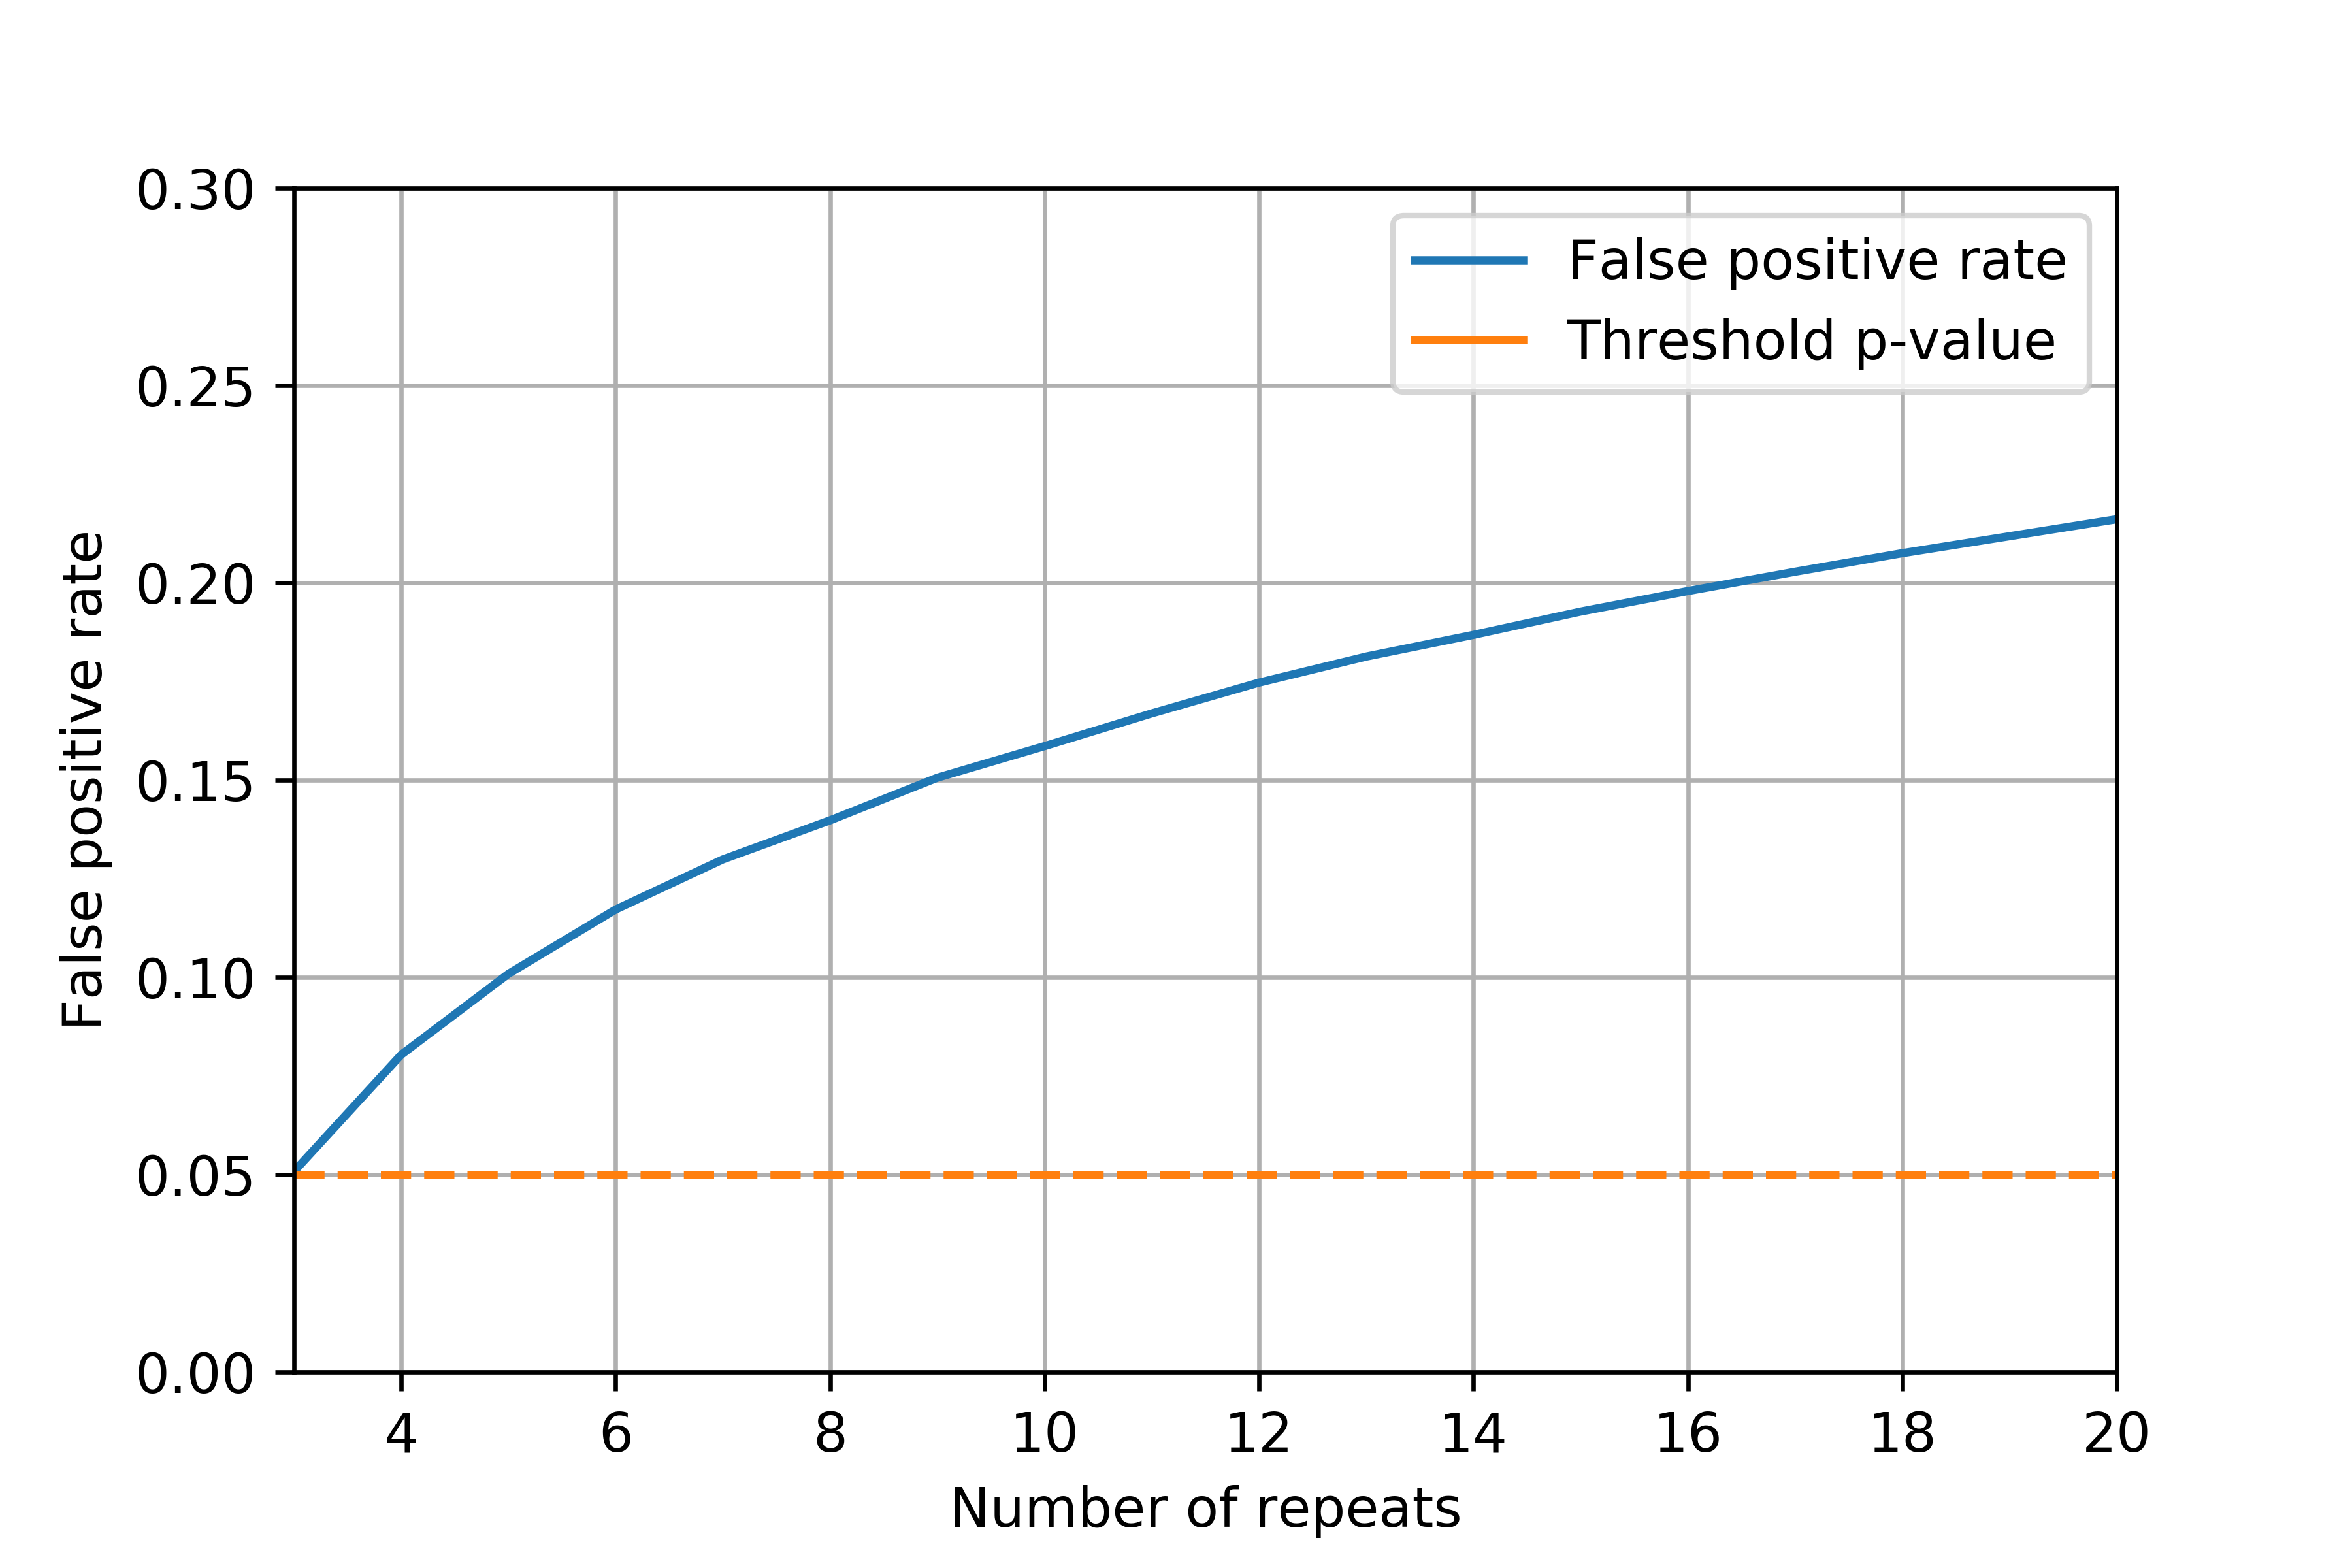 0.30
0.25
0.20
0.15
0.10
0.05
0.00
False positive rate
False positive rate
Threshold p-value
4 6 8 10 12 14 16 18 20
Number of repeats